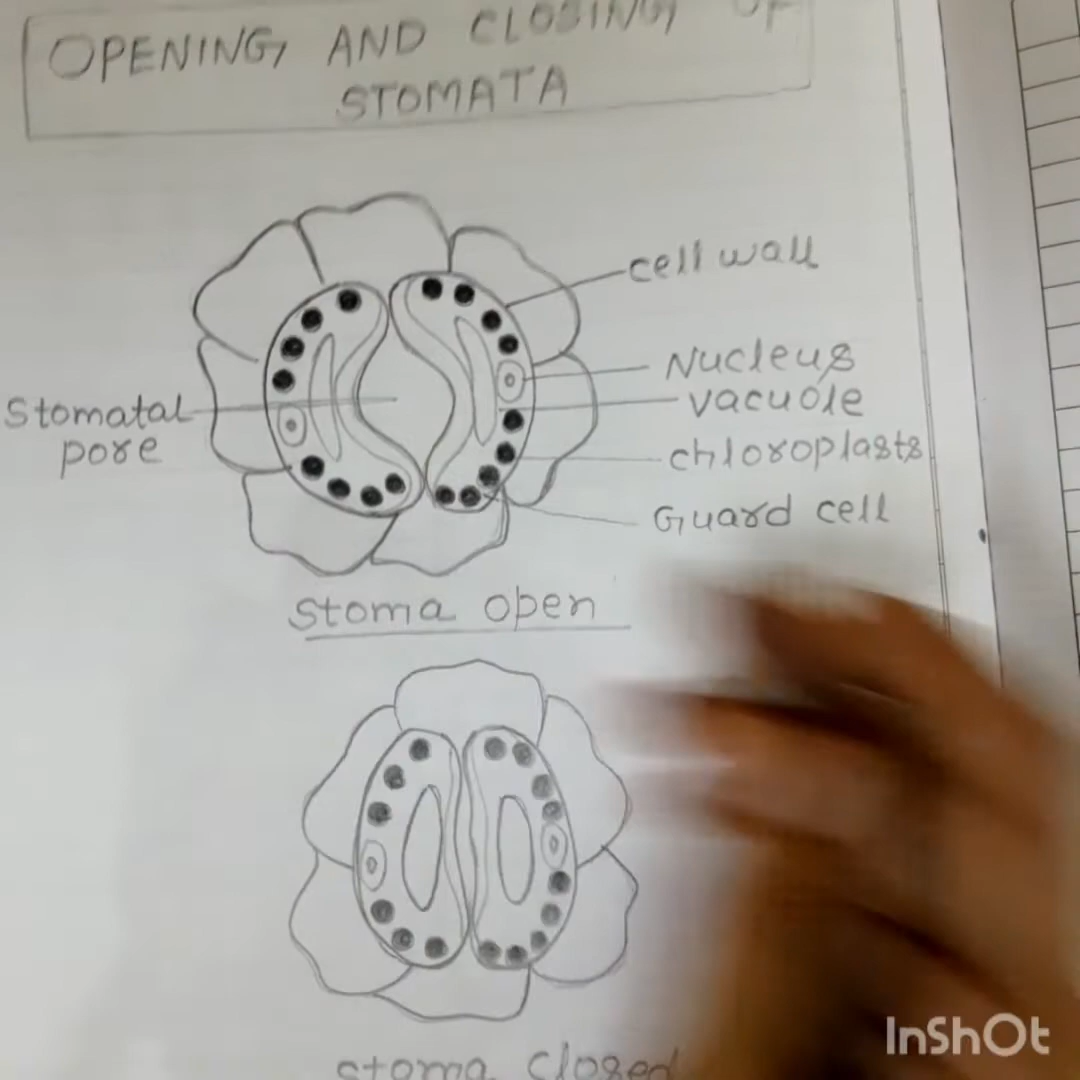 OPENING AND CLOSING OF
STOMATA
cell wall
Nucleus
vacuole
Stomatal
pore
chloroplasts
Guard cell
Stoma open
Stoma closed
InShOt